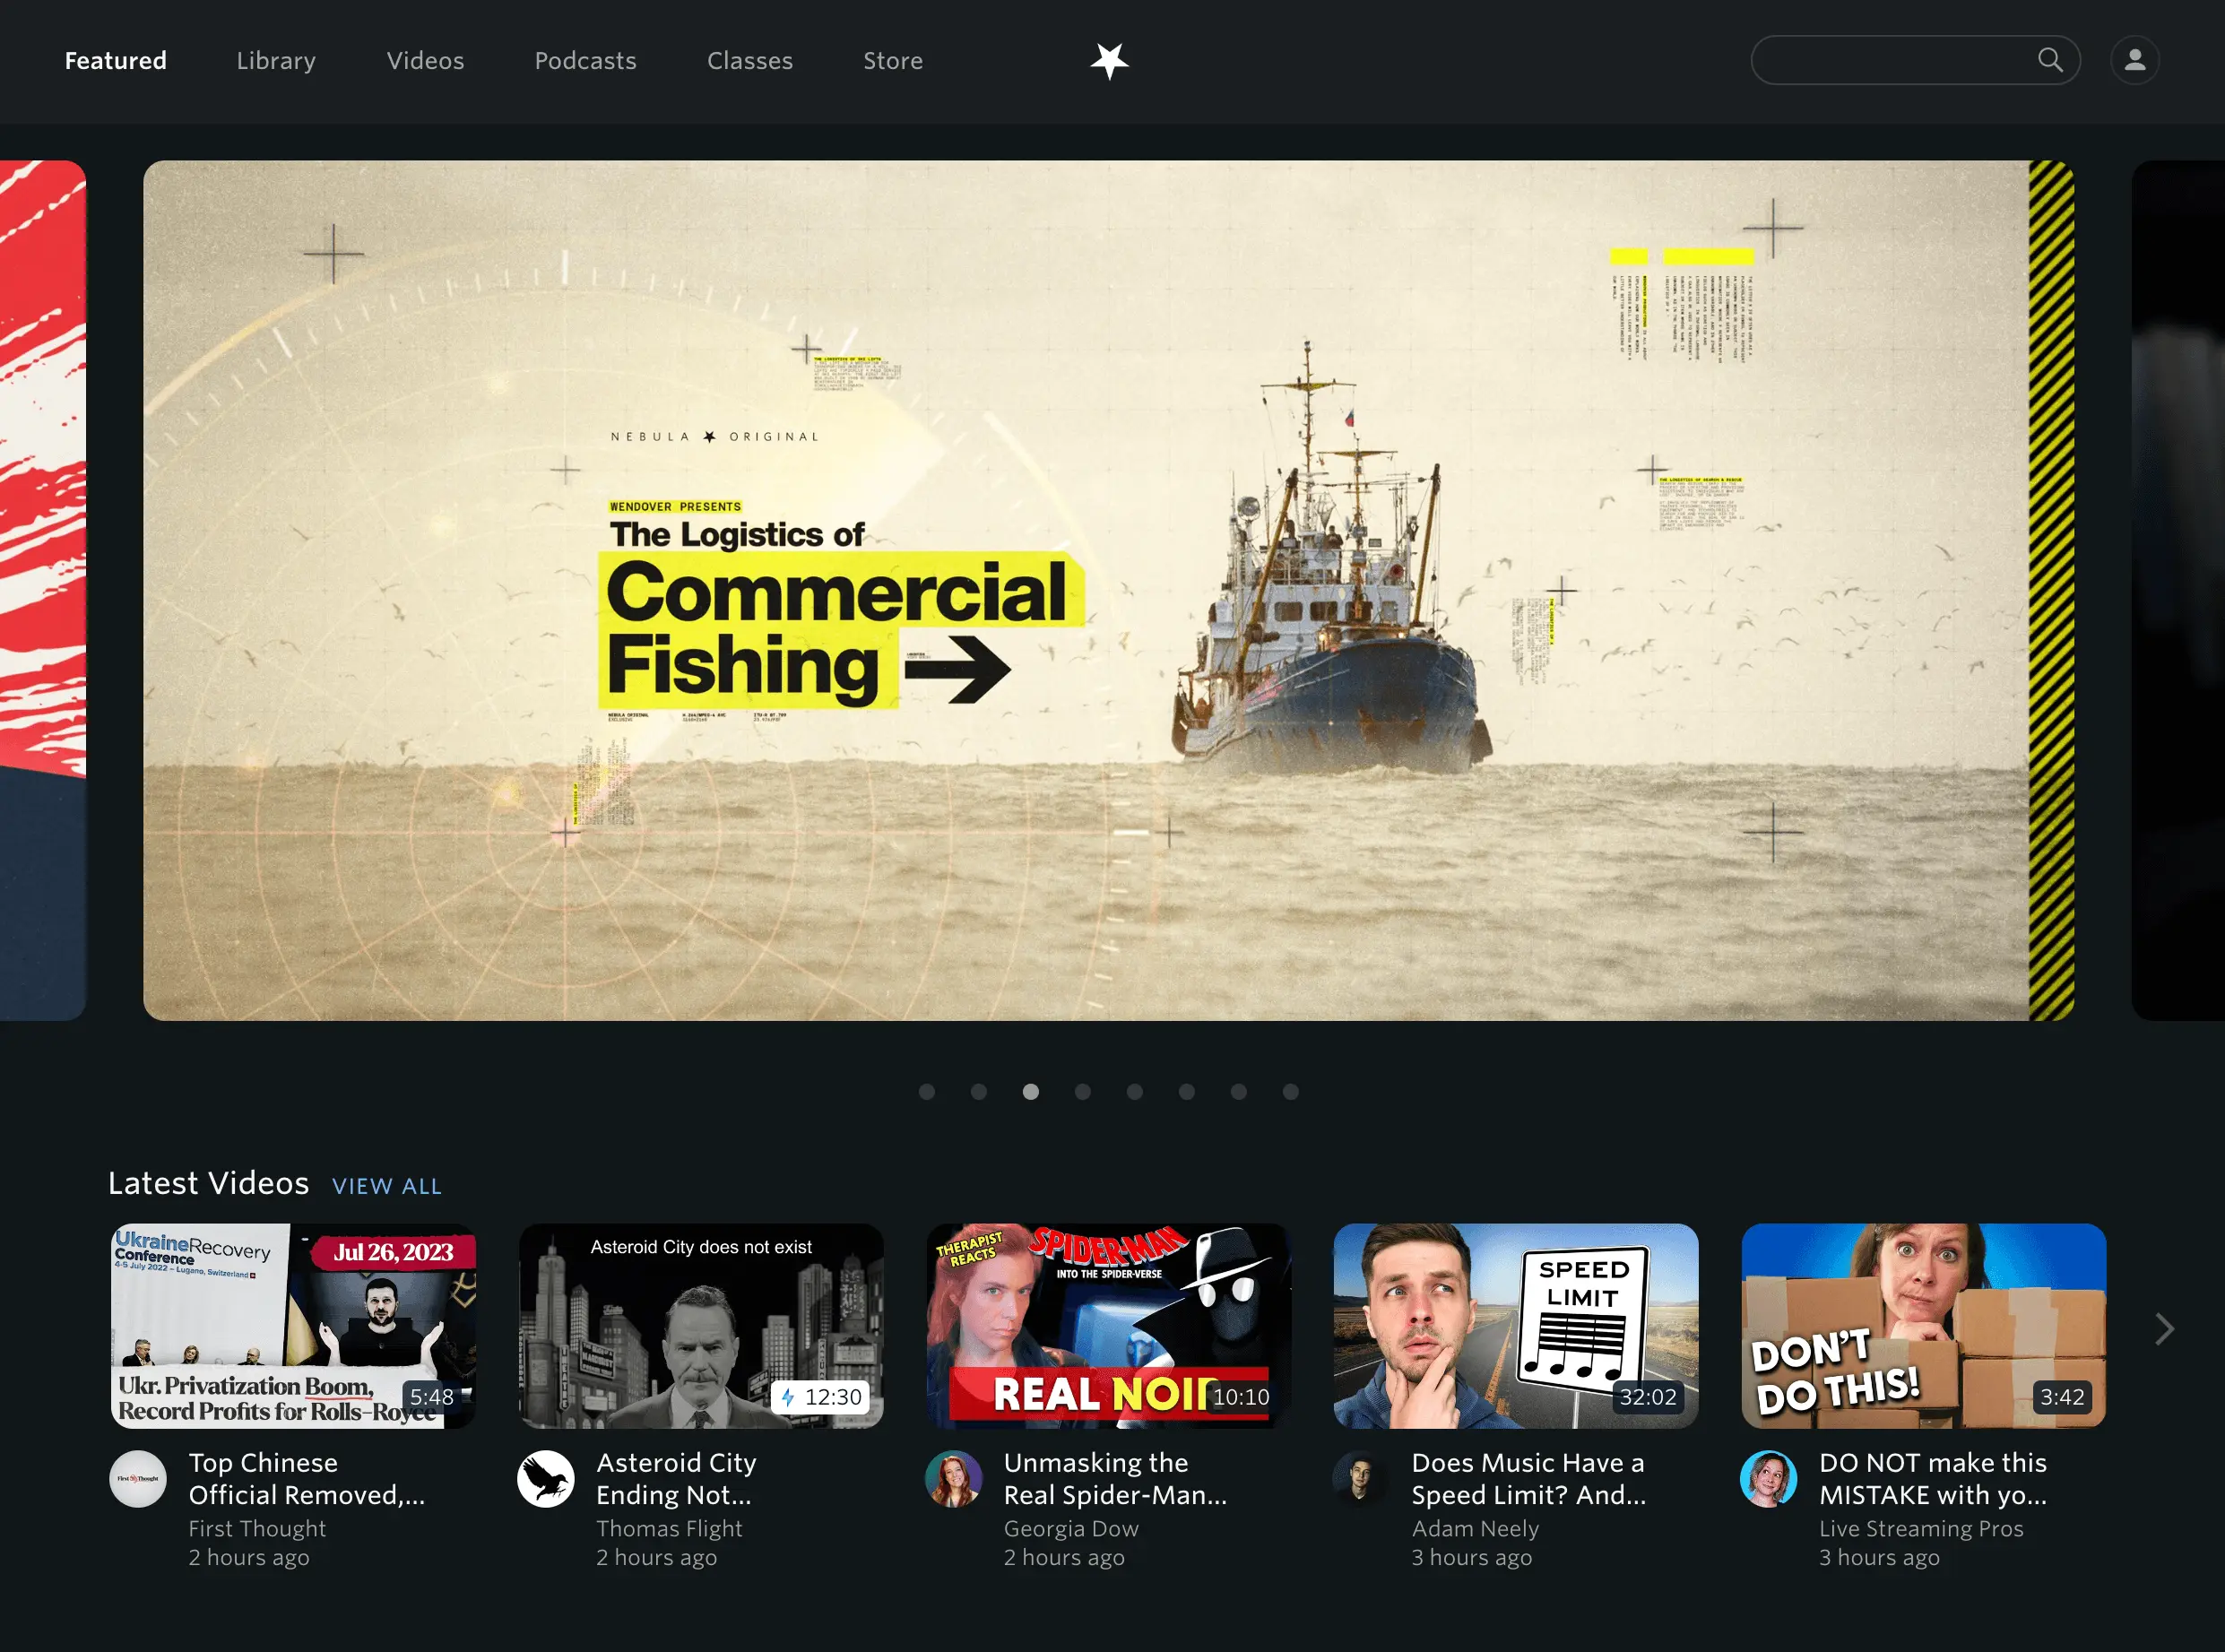 Featured
Library
Videos
Podcasts
Classes
Store
NEBULA ORIGINAL
WENDOVER PRESENTS
The Logistics of
Commercial
Fishing
NEBULA ORIGINAL
EXCLUSIVE
Latest Videos VIEW ALL
UkraineRecovery
Conference
4-5 July 2022 – Lugano, Switzerland
Jul 26, 2023
Ukr. Privatization Boom,
Record Profits for Rolls-Royce
5:48
Asteroid City does not exist
12:30
THERAPIST
REACTS
SPIDER-MAN
INTO THE SPIDER-VERSE
REAL NOIR
10:10
SPEED
LIMIT
32:02
DON'T
DO THIS!
3:42
First Thought
Top Chinese
Official Removed,...
First Thought
2 hours ago
Asteroid City
Ending Not...
Thomas Flight
2 hours ago
Unmasking the
Real Spider-Man...
Georgia Dow
2 hours ago
Does Music Have a
Speed Limit? And...
Adam Neely
3 hours ago
DO NOT make this
MISTAKE with yo...
Live Streaming Pros
3 hours ago